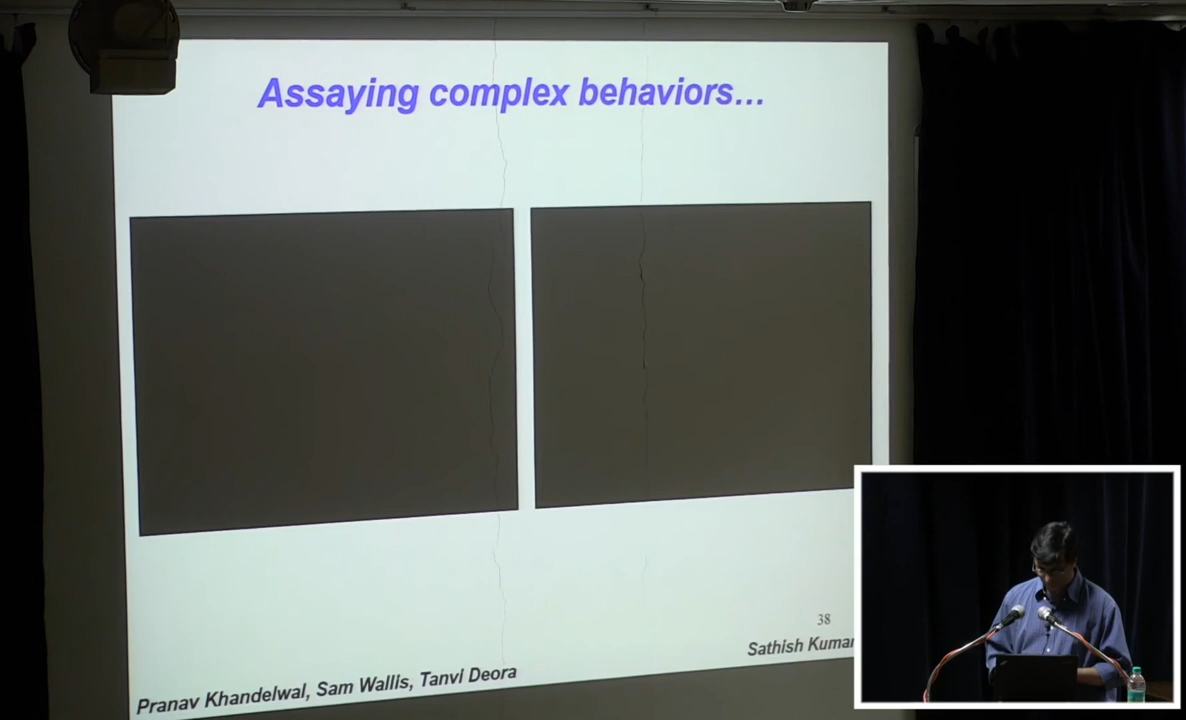 Assaying complex behaviors...
38
Sathish Kumar
Pranav Khandelwal, Sam Wallis, Tanvi Deora